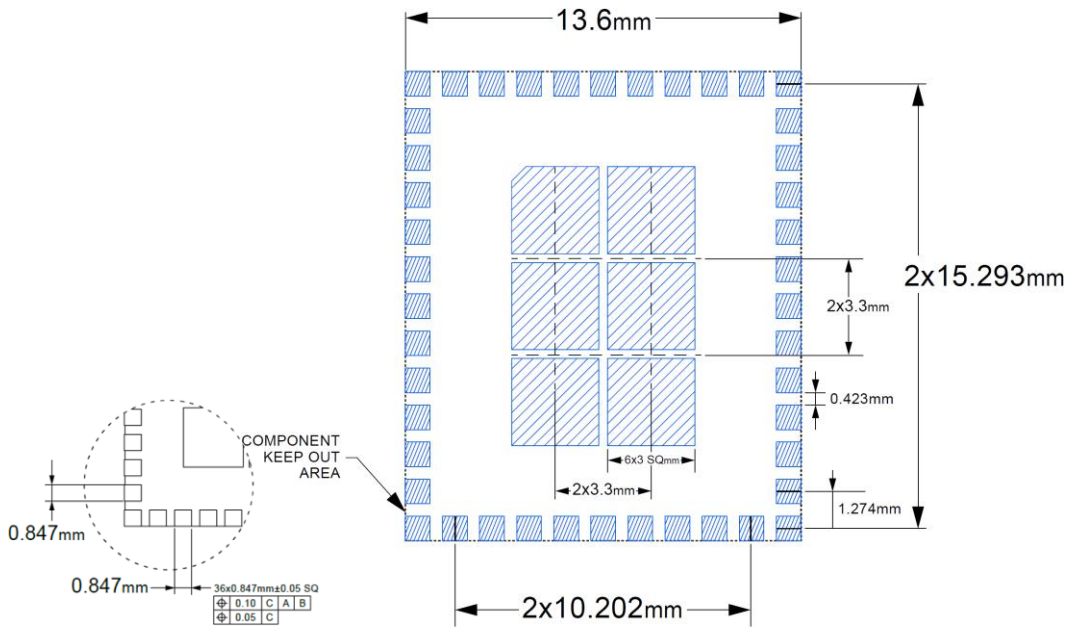 13.6mm
2x15.293mm
2x3.3mm
0.423mm
COMPONENT
KEEP OUT
AREA
6x3 SQmm
2x3.3mm
1.274mm
0.847mm
0.847mm
36x0.847mm±0.05 SQ
⌖ 0.10 C A B
⌖ 0.05 C
2x10.202mm